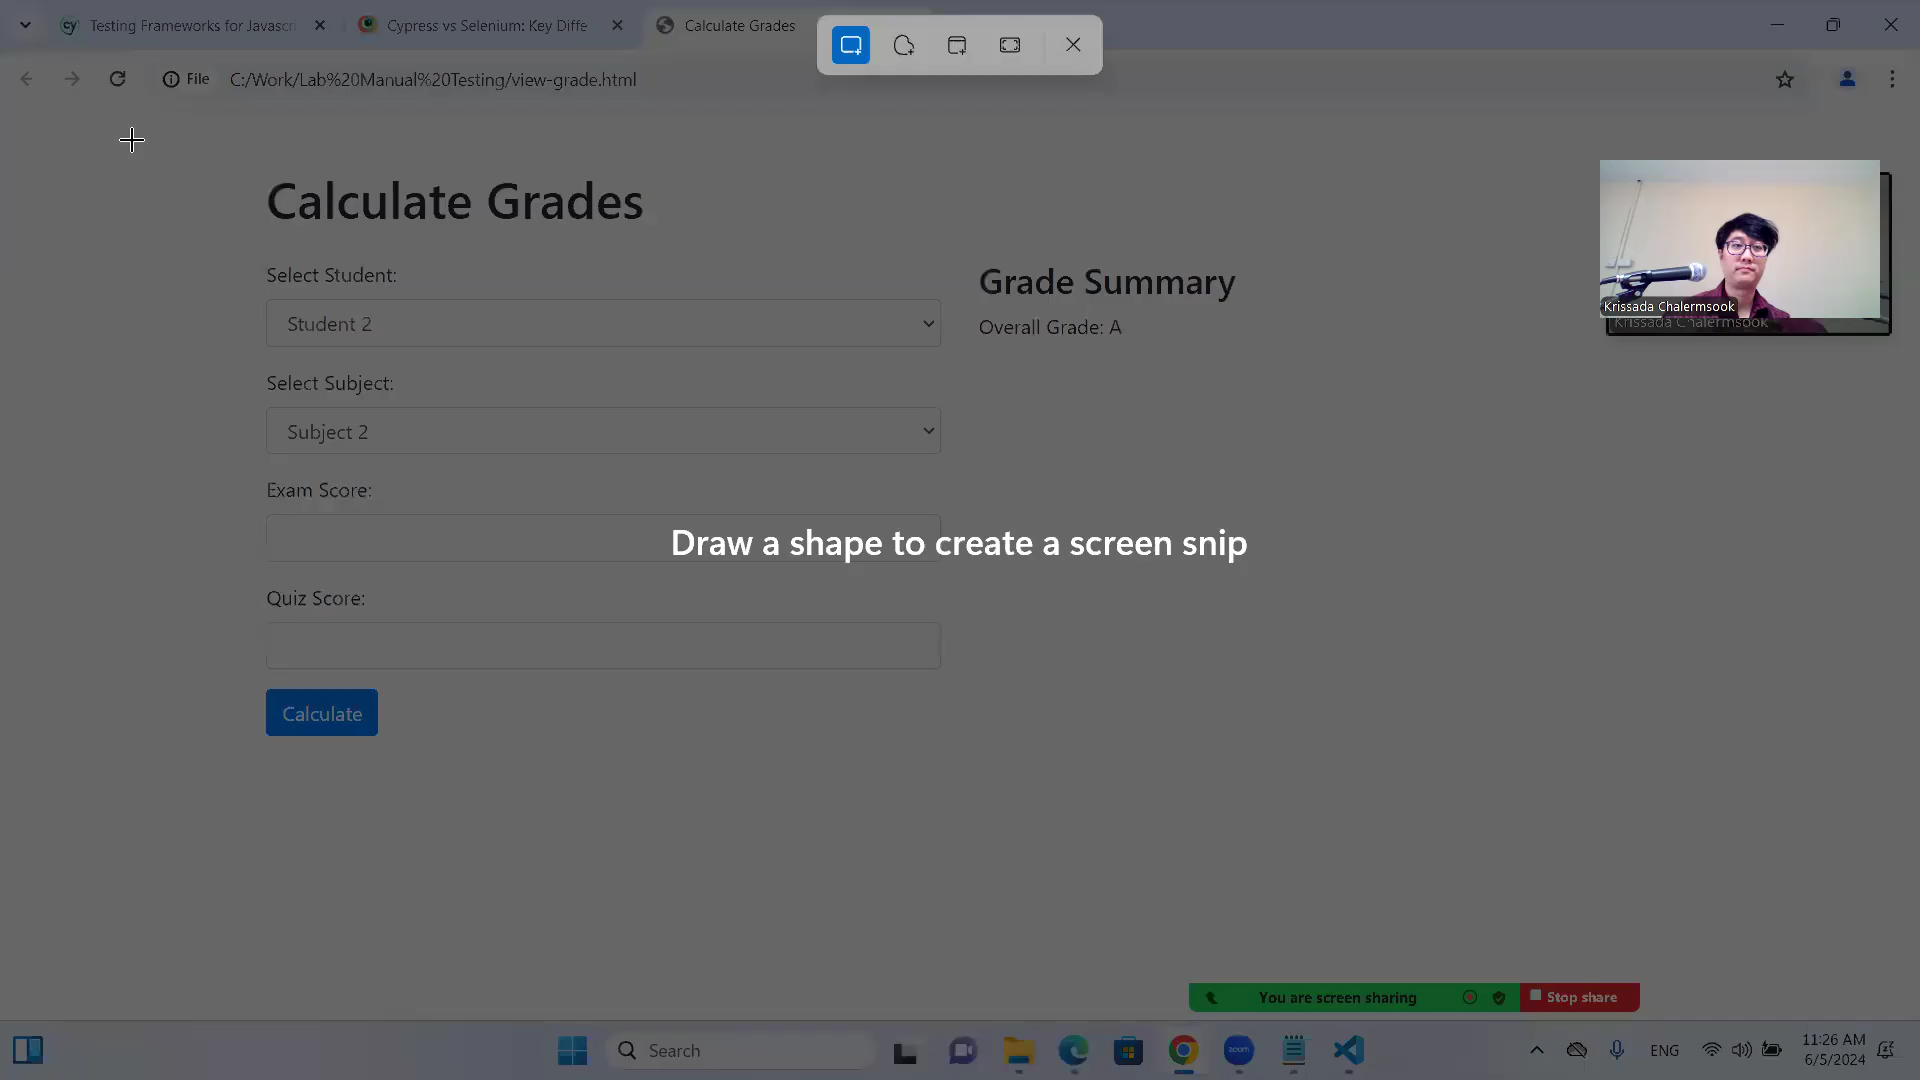 Testing Frameworks for Javascri
Cypress vs Selenium: Key Diffe
Calculate Grades
File
C:/Work/Lab%20Manual%20Testing/view-grade.html
Calculate Grades
Select Student:
Student 2
Select Subject:
Subject 2
Exam Score:
Quiz Score:
Calculate
Grade Summary
Overall Grade: A
Krissada Chalermsook
Krissada Chalermsook
Draw a shape to create a screen snip
You are screen sharing
Stop share
Search
zoom
ENG
11:26 AM
6/5/2024